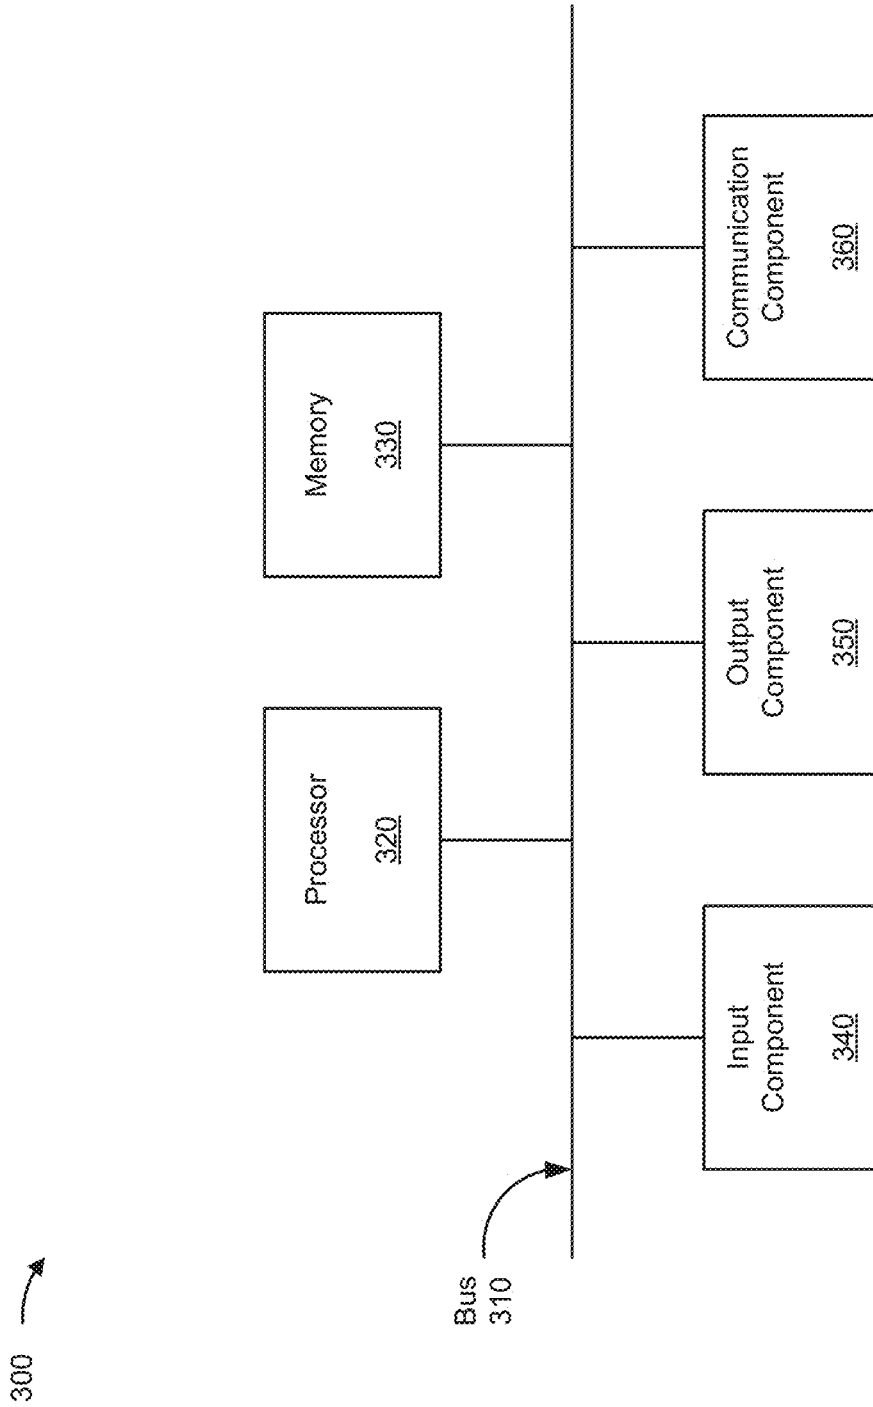 300
Processor
320
Memory
330
Bus
310
Input
Component
340
Output
Component
350
Communication
Component
360